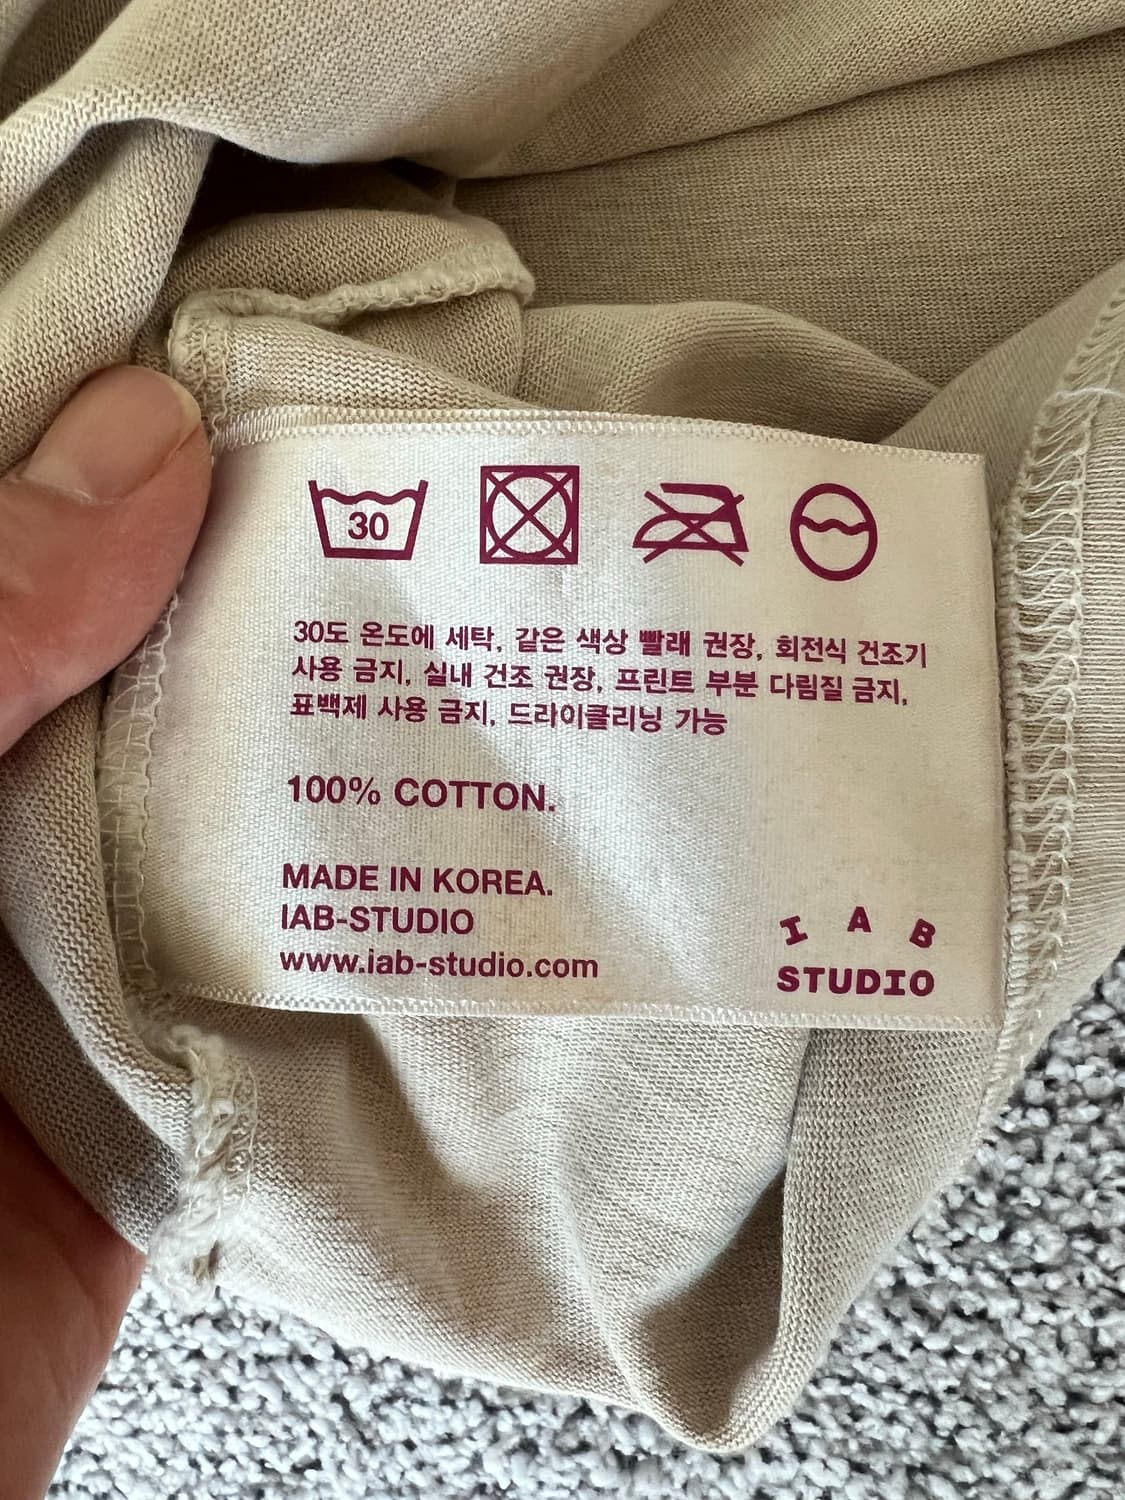 30
30도 온도에 세탁, 같은 색상 빨래 권장, 회전식 건조기
사용 금지, 실내 건조 권장, 프린트 부분 다림질 금지,
표백제 사용 금지, 드라이클리닝 가능
100% COTTON.
MADE IN KOREA.
IAB-STUDIO
www.iab-studio.com
I A B
STUDIO